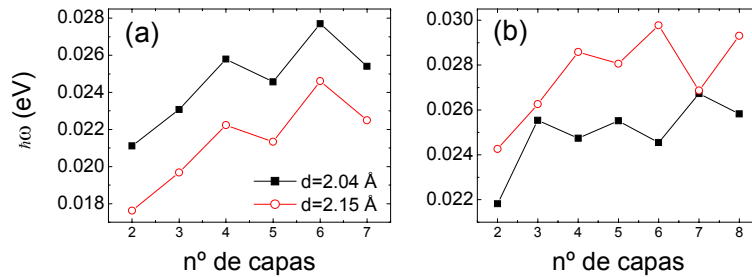 (a)
(b)
ħω (eV)
0.028
0.026
0.024
0.022
0.020
0.018
d=2.04 Å
d=2.15 Å
2 3 4 5 6 7
nº de capas
0.030
0.028
0.026
0.024
0.022
2 3 4 5 6 7 8
nº de capas